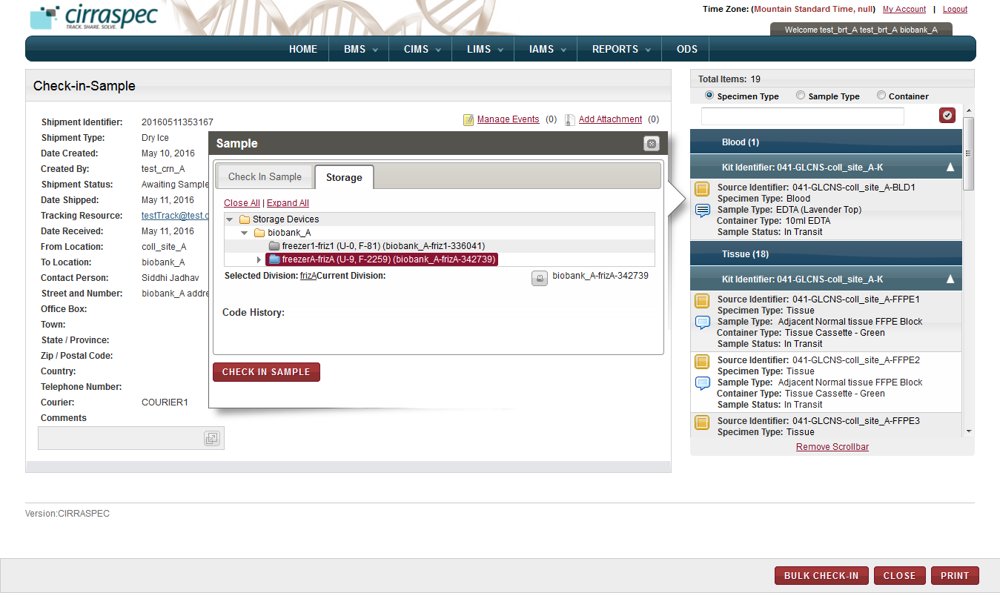 cirraspec
TRACK. SHARE. SOLVE.
Time Zone: (Mountain Standard Time, null) My Account | Logout
Welcome test_brt_A test_brt_A biobank_A
HOME BMS CIMS LIMS IAMS REPORTS ODS
Check-in-Sample
Manage Events (0) Add Attachment (0)
Shipment Identifier: 20160511353167
Shipment Type: Dry Ice
Date Created: May 10, 2016
Created By: test_crn_A
Shipment Status: Awaiting Sample
Date Shipped: May 11, 2016
Tracking Resource: testTrack@test.c
Date Received: May 11, 2016
From Location: coll_site_A
To Location: biobank_A
Contact Person: Siddhi Jadhav
Street and Number: biobank_A addre
Office Box:
Town:
State / Province:
Zip / Postal Code:
Country:
Telephone Number:
Courier: COURIER1
Comments
Sample
Check In Sample Storage
Close All | Expand All
Storage Devices
biobank_A
freezer1-friz1 (U-0, F-81) (biobank_A-friz1-336041)
freezerA-frizA (U-9, F-2259) (biobank_A-frizA-342739)
Selected Division: frizACurrent Division: biobank_A-frizA-342739
Code History:
CHECK IN SAMPLE
Total Items: 19
Specimen Type Sample Type Container
Blood (1)
Kit Identifier: 041-GLCNS-coll_site_A-K
Source Identifier: 041-GLCNS-coll_site_A-BLD1
Specimen Type: Blood
Sample Type: EDTA (Lavender Top)
Container Type: 10ml EDTA
Sample Status: In Transit
Tissue (18)
Kit Identifier: 041-GLCNS-coll_site_A-K
Source Identifier: 041-GLCNS-coll_site_A-FFPE1
Specimen Type: Tissue
Sample Type: Adjacent Normal tissue FFPE Block
Container Type: Tissue Cassette - Green
Sample Status: In Transit
Source Identifier: 041-GLCNS-coll_site_A-FFPE2
Specimen Type: Tissue
Sample Type: Adjacent Normal tissue FFPE Block
Container Type: Tissue Cassette - Green
Sample Status: In Transit
Source Identifier: 041-GLCNS-coll_site_A-FFPE3
Specimen Type: Tissue
Remove Scrollbar
Version:CIRRASPEC
BULK CHECK-IN CLOSE PRINT